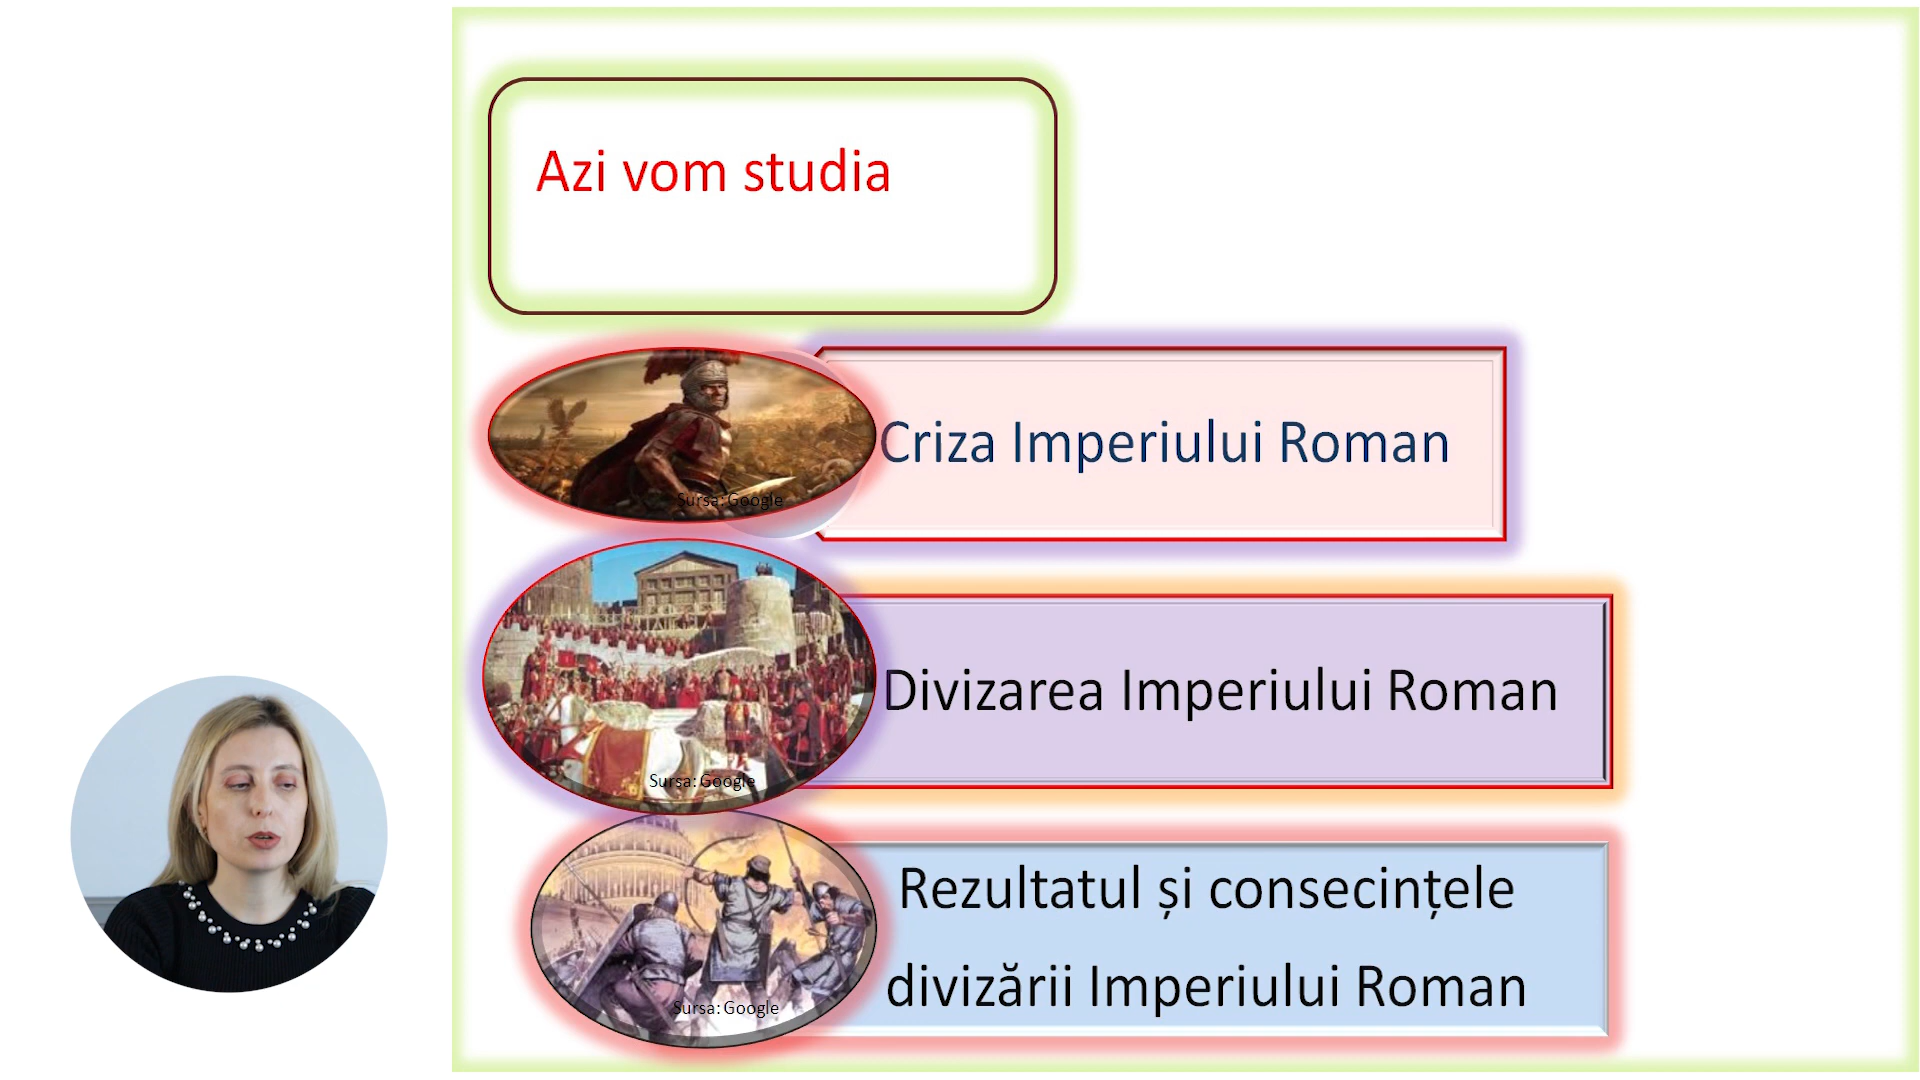 Azi vom studia
Criza Imperiului Roman
Sursa: Google
Divizarea Imperiului Roman
Sursa: Google
Rezultatul și consecințele
divizării Imperiului Roman
Sursa: Google